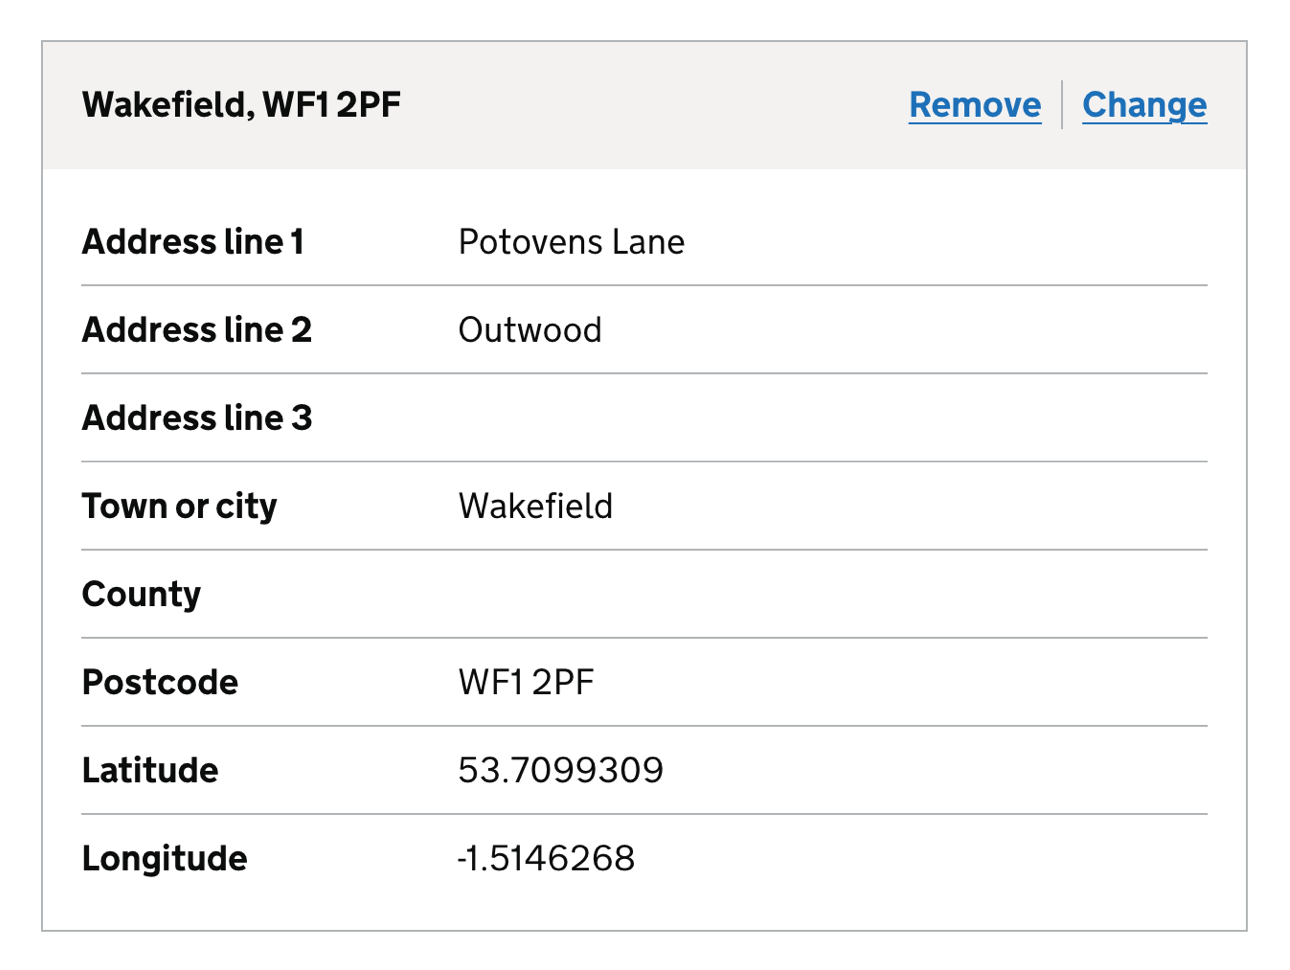 Wakefield, WF1 2PF Remove Change
Address line 1 Potovens Lane
Address line 2 Outwood
Address line 3
Town or city Wakefield
County
Postcode WF1 2PF
Latitude 53.7099309
Longitude -1.5146268